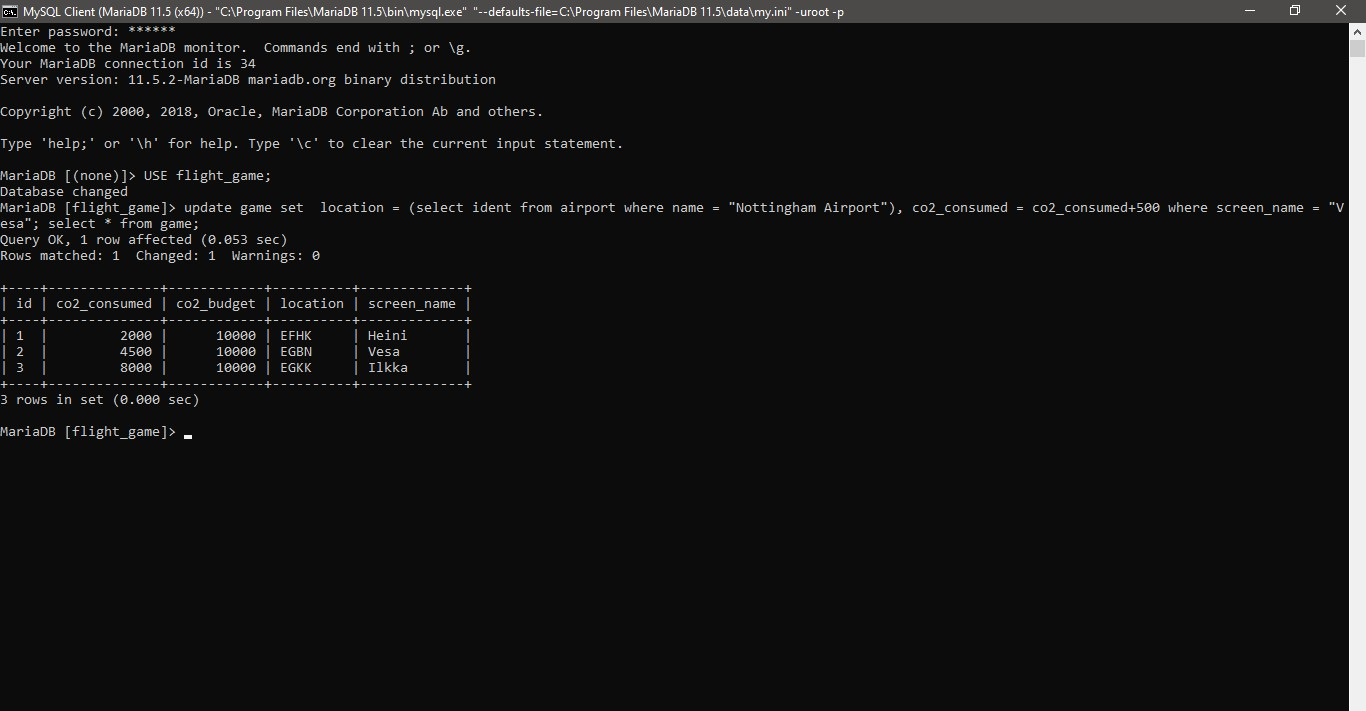 MySQL Client (MariaDB 11.5 (x64)) - "C:\Program Files\MariaDB 11.5\bin\mysql.exe" "--defaults-file=C:\Program Files\MariaDB 11.5\data\my.ini" -uroot -p
Enter password: ******
Welcome to the MariaDB monitor.  Commands end with ; or \g.
Your MariaDB connection id is 34
Server version: 11.5.2-MariaDB mariadb.org binary distribution

Copyright (c) 2000, 2018, Oracle, MariaDB Corporation Ab and others.

Type 'help;' or '\h' for help. Type '\c' to clear the current input statement.

MariaDB [(none)]> USE flight_game;
Database changed
MariaDB [flight_game]> update game set  location = (select ident from airport where name = "Nottingham Airport"), co2_consumed = co2_consumed+500 where screen_name = "V
esa"; select * from game;
Query OK, 1 row affected (0.053 sec)
Rows matched: 1  Changed: 1  Warnings: 0

+----+--------------+------------+----------+-------------+
| id | co2_consumed | co2_budget | location | screen_name |
+----+--------------+------------+----------+-------------+
| 1  |         2000 |      10000 | EFHK     | Heini       |
| 2  |         4500 |      10000 | EGBN     | Vesa        |
| 3  |         8000 |      10000 | EGKK     | Ilkka       |
+----+--------------+------------+----------+-------------+
3 rows in set (0.000 sec)

MariaDB [flight_game]>